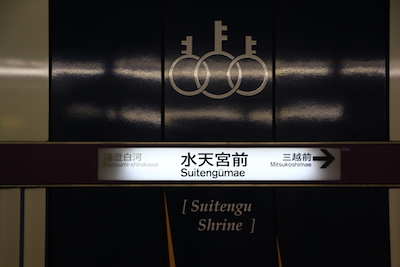 清澄白河
Kiyosumi-shirakawa
水天宮前
Suitengūmae
三越前
Mitsukoshimae
[ Suitengu
Shrine ]